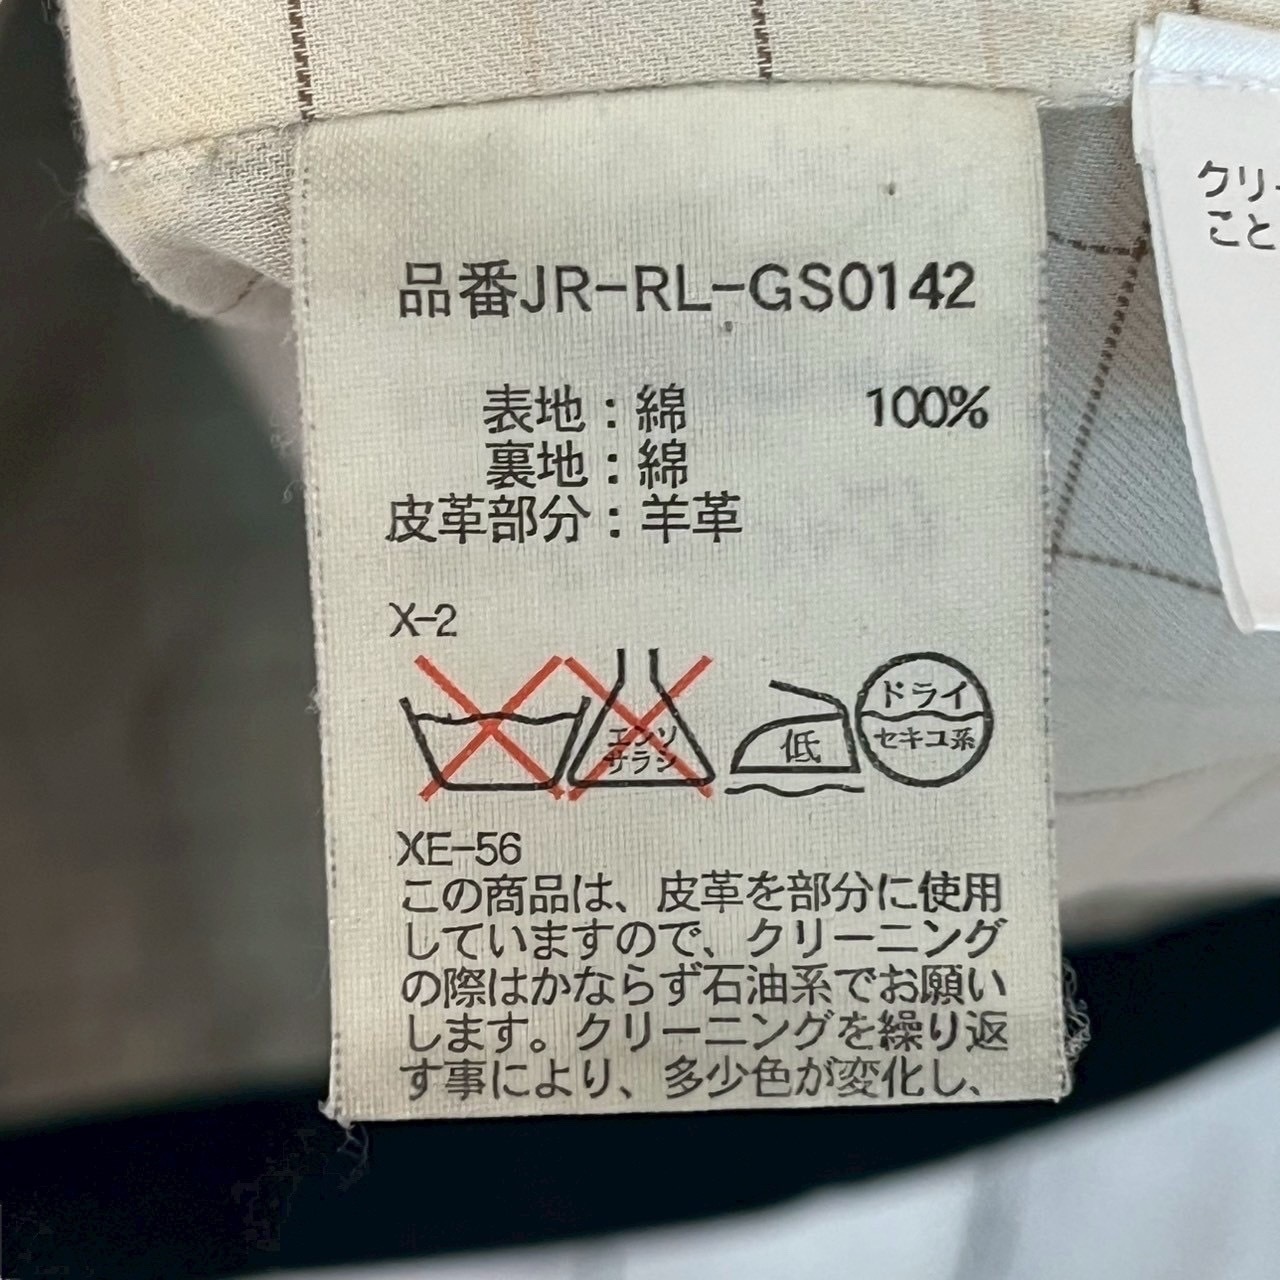 品番JR-RL-GS0142
表地：綿 100%
裏地：綿
皮革部分：羊革
X-2
エンソ
サラシ
低
ドライ
セキユ系
XE-56
この商品は、皮革を部分に使用
していますので、クリーニング
の際はかならず石油系でお願い
します。クリーニングを繰り返
す事により、多少色が変化し、
クリー
こと